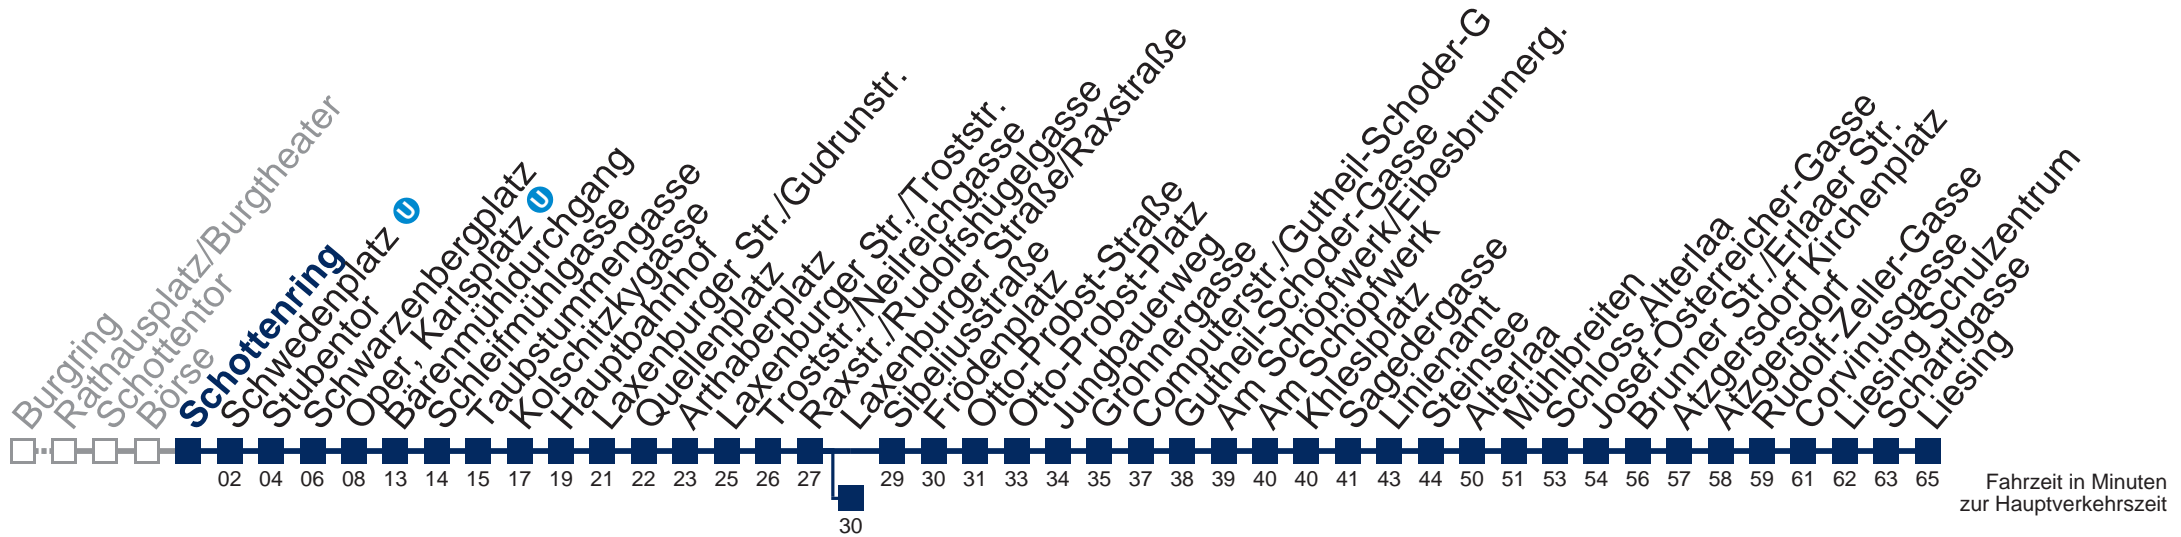 Burgring
Rathausplatz/Burgtheater
Schottentor
Börse
Schottenring
Schwedenplatz U
Stubentor
Schwarzenbergplatz
Oper, Karlsplatz U
Bärenmühldurchgang
Schleifmühlgasse
Taubstummengasse
Kolschitzkygasse
Hauptbahnhof
Laxenburger Str./Gudrunstr.
Quellenplatz
Arthaberplatz
Laxenburger Str./Troststr.
Troststr./Neilreichgasse
Raxstr./Rudolfshügelgasse
Laxenburger Straße/Raxstraße
Sibeliusstraße
Frödenplatz
Otto-Probst-Straße
Otto-Probst-Platz
Jungbauerweg
Grohnergasse
Computerstr./Gutheil-Schoder-G
Gutheil-Schoder-Gasse
Am Schöpfwerk/Eibesbrunnerg.
Am Schöpfwerk
Khleslplatz
Sagedergasse
Linienamt
Steinsee
Alterlaa
Mühlbreiten
Schloss Alterlaa
Josef-Österreicher-Gasse
Brunner Str./Erlaaer Str.
Atzgersdorf Kirchenplatz
Atzgersdorf
Rudolf-Zeller-Gasse
Corvinusgasse
Liesing Schulzentrum
Schartlgasse
Liesing
02 04 06 08 13 14 15 17 19 21 22 23 25 26 27 29 30 31 33 34 35 37 38 39 40 40 41 43 44 50 51 53 54 56 57 58 59 61 62 63 65
30
Fahrzeit in Minuten
zur Hauptverkehrszeit